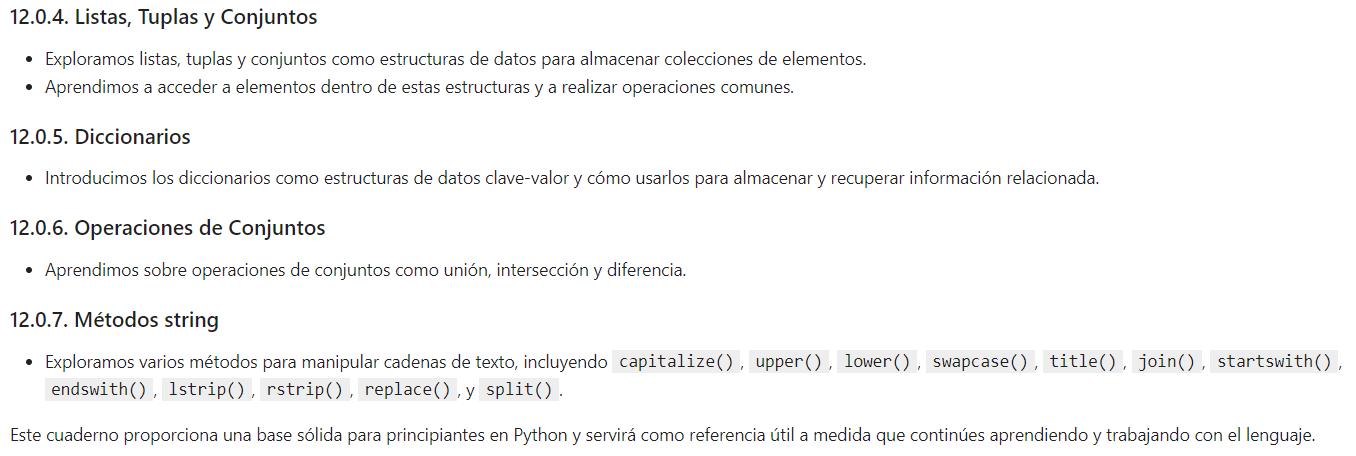 12.0.4. Listas, Tuplas y Conjuntos
• Exploramos listas, tuplas y conjuntos como estructuras de datos para almacenar colecciones de elementos.
• Aprendimos a acceder a elementos dentro de estas estructuras y a realizar operaciones comunes.
12.0.5. Diccionarios
• Introducimos los diccionarios como estructuras de datos clave-valor y cómo usarlos para almacenar y recuperar información relacionada.
12.0.6. Operaciones de Conjuntos
• Aprendimos sobre operaciones de conjuntos como unión, intersección y diferencia.
12.0.7. Métodos string
• Exploramos varios métodos para manipular cadenas de texto, incluyendo capitalize(), upper(), lower(), swapcase(), title(), join(), startswith(),
endswith(), lstrip(), rstrip(), replace(), y split().
Este cuaderno proporciona una base sólida para principiantes en Python y servirá como referencia útil a medida que continúes aprendiendo y trabajando con el lenguaje.